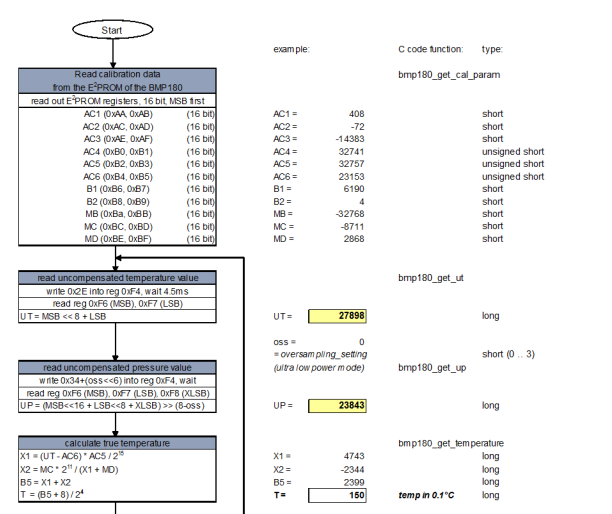 Start
example: C code function: type:
Read calibration data bmp180_get_cal_param
from the E²PROM of the BMP180
read out E²PROM registers, 16 bit, MSB first
AC1 (0xAA, 0xAB) (16 bit) AC1 = 408 short
AC2 (0xAC, 0xAD) (16 bit) AC2 = -72 short
AC3 (0xAE, 0xAF) (16 bit) AC3 = -14383 short
AC4 (0xB0, 0xB1) (16 bit) AC4 = 32741 unsigned short
AC5 (0xB2, 0xB3) (16 bit) AC5 = 32757 unsigned short
AC6 (0xB4, 0xB5) (16 bit) AC6 = 23153 unsigned short
B1 (0xB6, 0xB7) (16 bit) B1 = 6190 short
B2 (0xB8, 0xB9) (16 bit) B2 = 4 short
MB (0xBa, 0xBB) (16 bit) MB = -32768 short
MC (0xBC, 0xBD) (16 bit) MC = -8711 short
MD (0xBE, 0xBF) (16 bit) MD = 2868 short
read uncompensated temperature value bmp180_get_ut
write 0x2E into reg 0xF4, wait 4.5ms
read reg 0xF6 (MSB), 0xF7 (LSB)
UT = MSB << 8 + LSB UT = 27898 long
oss = 0
= oversampling_setting short (0 .. 3)
read uncompensated pressure value (ultra low power mode) bmp180_get_up
write 0x34+(oss<<6) into reg 0xF4, wait
read reg 0xF6 (MSB), 0xF7 (LSB), 0xF8 (XLSB)
UP = (MSB<<16 + LSB<<8 + XLSB) >> (8-oss) UP = 23843 long
calculate true temperature bmp180_get_temperature
X1 = (UT - AC6) * AC5 / 2¹⁵ X1 = 4743 long
X2 = MC * 2¹¹ / (X1 + MD) X2 = -2344 long
B5 = X1 + X2 B5 = 2399 long
T = (B5 + 8) / 2⁴ T = 150 temp in 0.1°C long